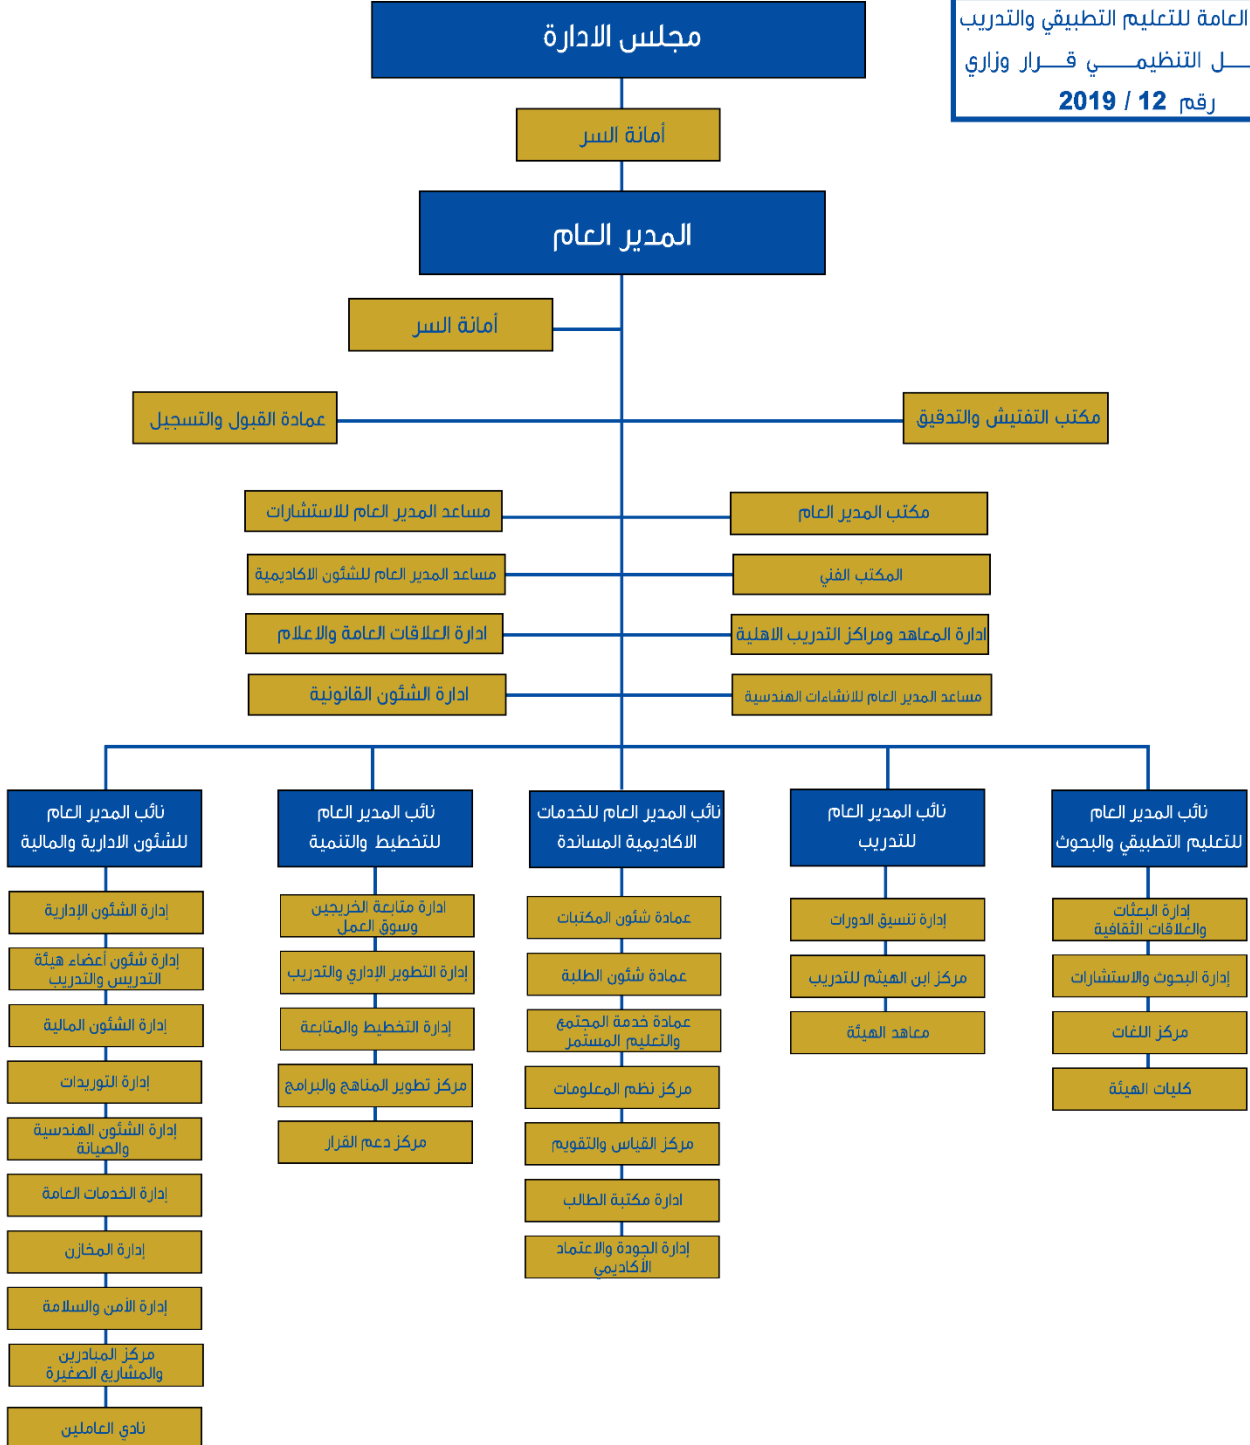 العامة للتعليم التطبيقي والتدريب
ـل التنظيمـــي قــرار وزاري
رقم 12 / 2019
مجلس الادارة
أمانة السر
المدير العام
أمانة السر
مكتب التفتيش والتدقيق
عمادة القبول والتسجيل
مكتب المدير العام
مساعد المدير العام للاستشارات
المكتب الفني
مساعد المدير العام للشئون الاكاديمية
ادارة المعاهد ومراكز التدريب الاهلية
ادارة العلاقات العامة والاعلام
مساعد المدير العام للانشاءات الهندسية
ادارة الشئون القانونية
نائب المدير العام
للتعليم التطبيقي والبحوث
إدارة البعثات
والعلاقات الثقافية
إدارة البحوث والاستشارات
مركز اللغات
كليات الهيئة
نائب المدير العام
للتدريب
إدارة تنسيق الدورات
مركز ابن الهيثم للتدريب
معاهد الهيئة
نائب المدير العام للخدمات
الاكاديمية المساندة
عمادة شئون المكتبات
عمادة شئون الطلبة
عمادة خدمة المجتمع
والتعليم المستمر
مركز نظم المعلومات
مركز القياس والتقويم
ادارة مكتبة الطالب
إدارة الجودة والاعتماد
الأكاديمي
نائب المدير العام
للتخطيط والتنمية
ادارة متابعة الخريجين
وسوق العمل
إدارة التطوير الإداري والتدريب
إدارة التخطيط والمتابعة
مركز تطوير المناهج والبرامج
مركز دعم القرار
نائب المدير العام
للشئون الادارية والمالية
إدارة الشئون الإدارية
إدارة شئون أعضاء هيئة
التدريس والتدريب
إدارة الشئون المالية
إدارة التوريدات
إدارة الشئون الهندسية
والصيانة
إدارة الخدمات العامة
إدارة المخازن
إدارة الأمن والسلامة
مركز المبادرين
والمشاريع الصغيرة
نادي العاملين